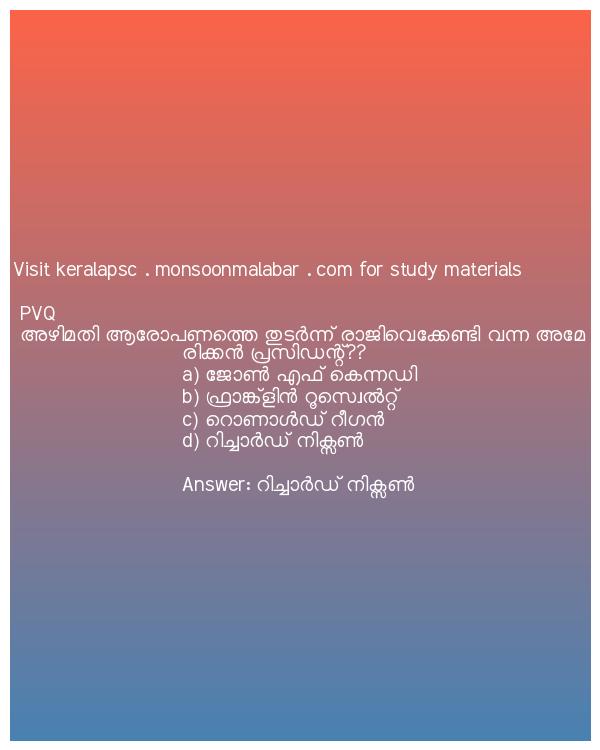 Visit keralapsc . monsoonmalabar . com for study materials
PVQ
അഴിമതി ആരോപണത്തെ തുടർന്ന് രാജിവെക്കേണ്ടി വന്ന അമേ
രിക്കൻ പ്രസിഡന്റ്??
a) ജോൺ എഫ് കെന്നഡി
b) ഫ്രാങ്ക്ളിൻ റൂസ്വെൽറ്റ്
c) റൊണാൾഡ് റീഗൻ
d) റിച്ചാർഡ് നിക്സൺ
Answer: റിച്ചാർഡ് നിക്സൺ